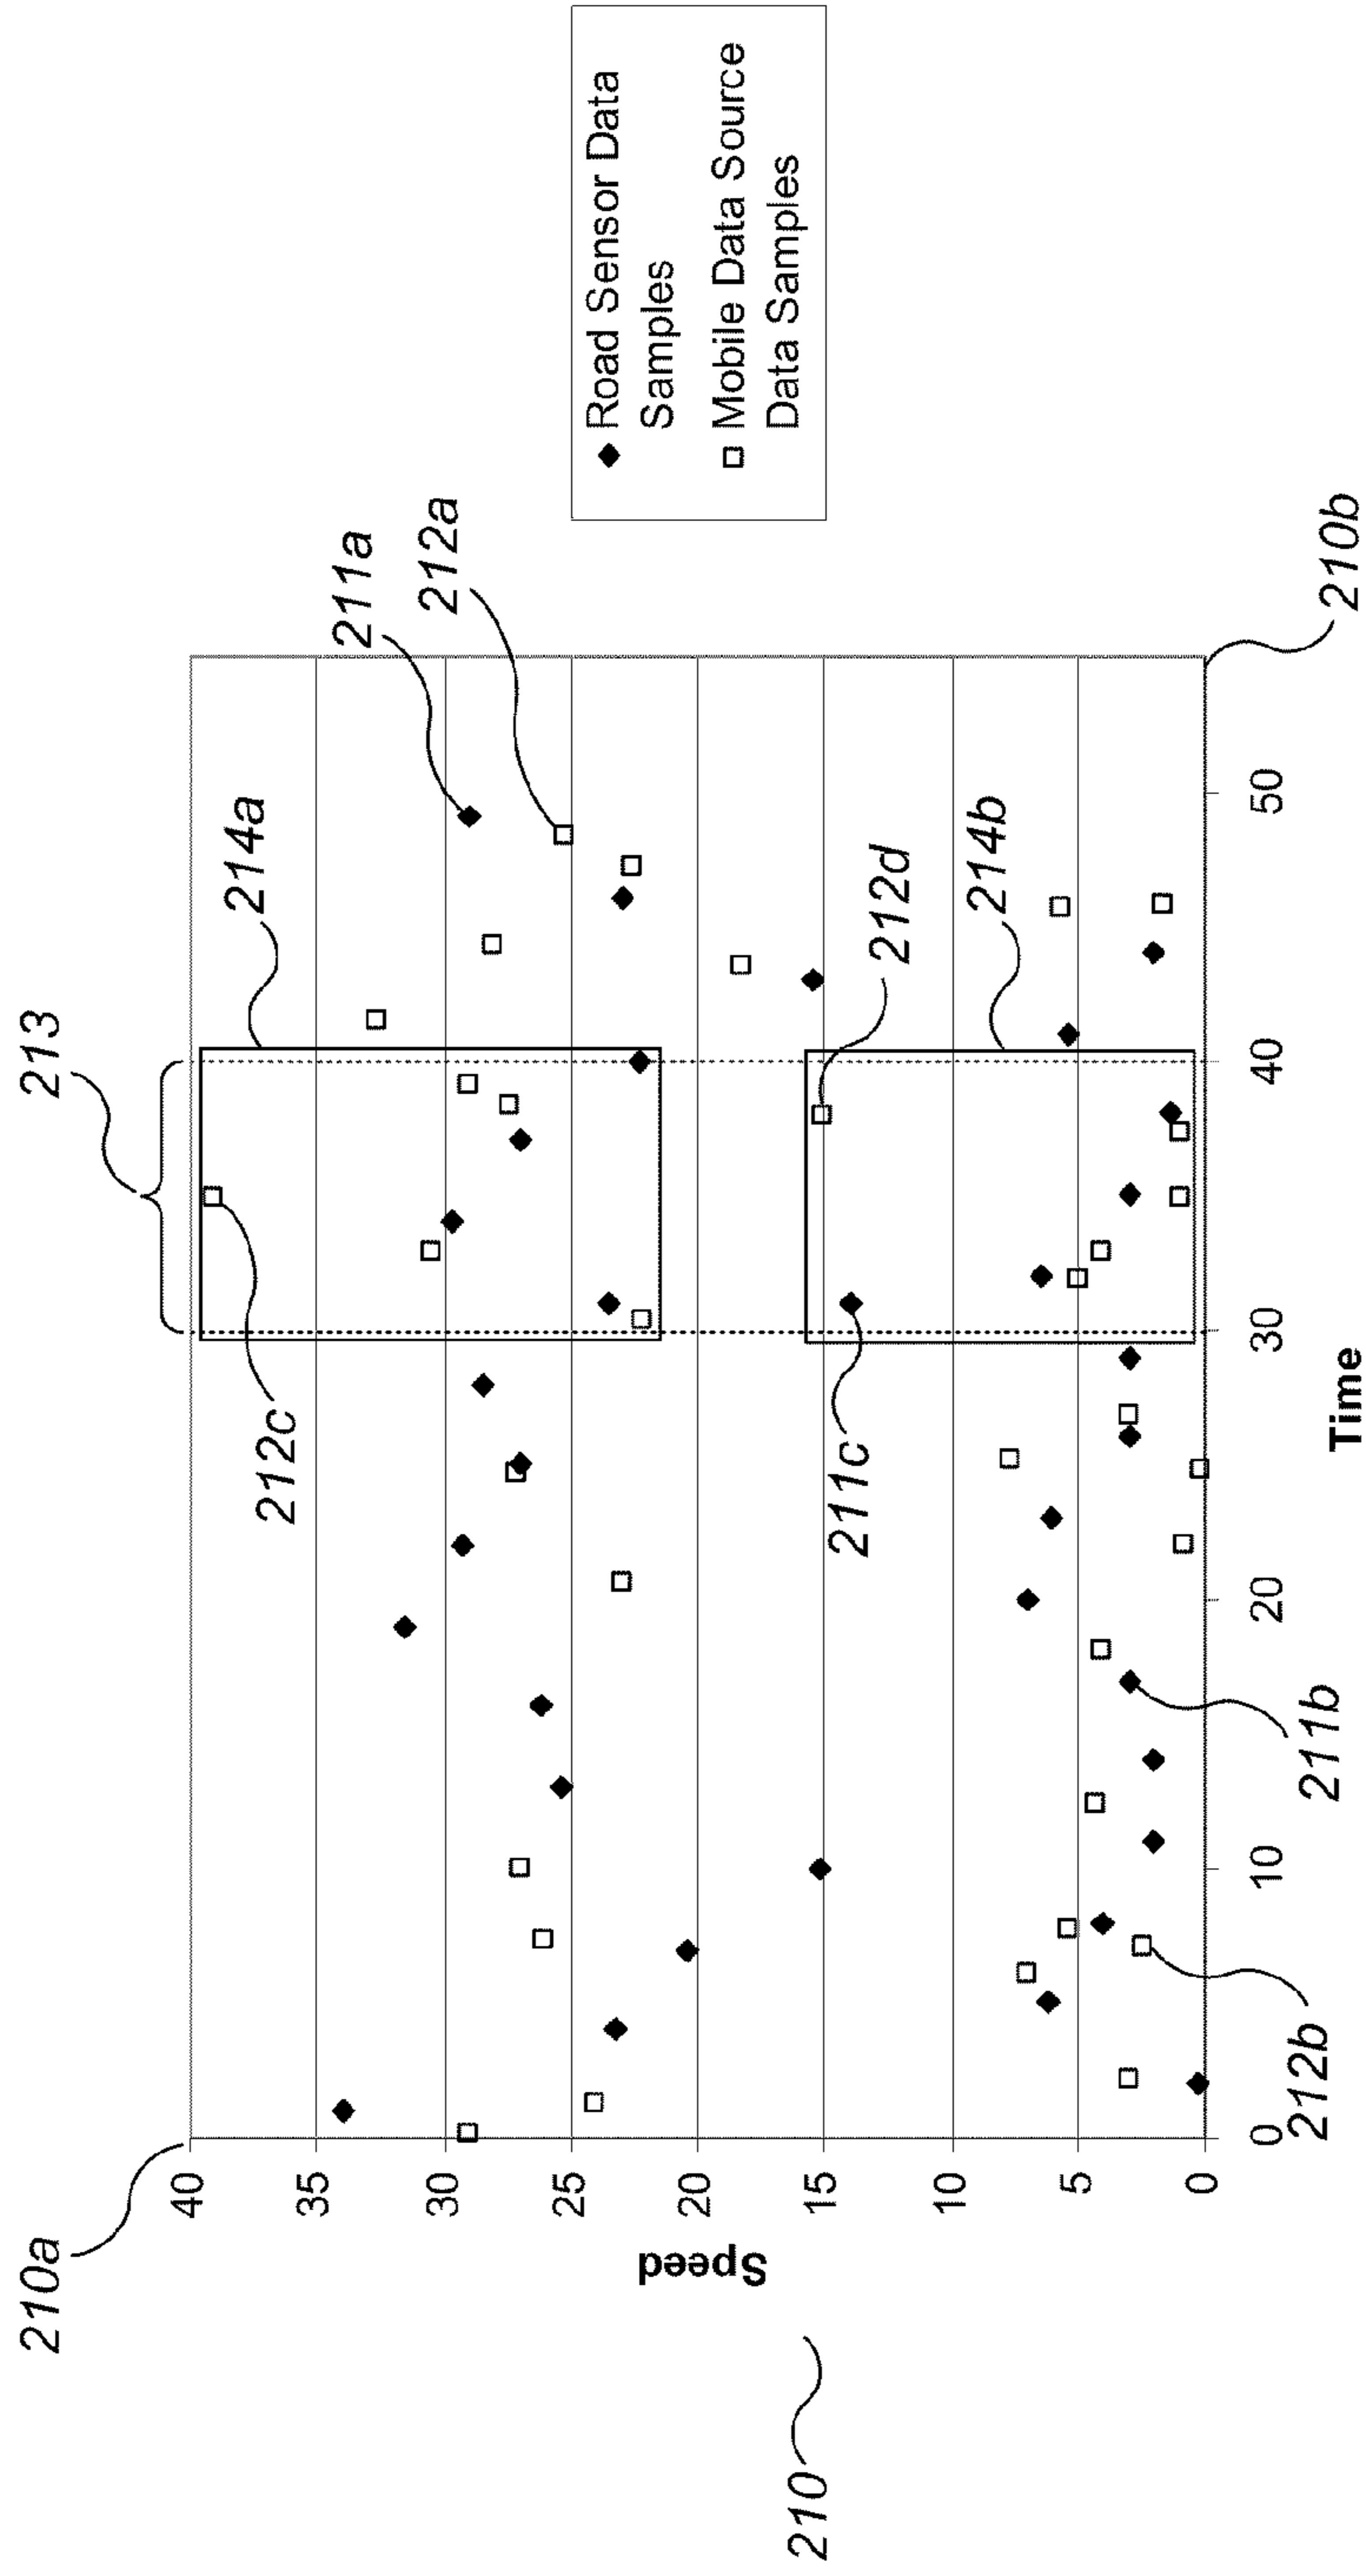 213
210a
214a
211a
212a
212c
40
35
30
25
20
15
10
5
0
Speed
210
212d
214b
211c
0
10
20
30
40
50
212b
211b
210b
Time
Road Sensor Data
Samples
Mobile Data Source
Data Samples